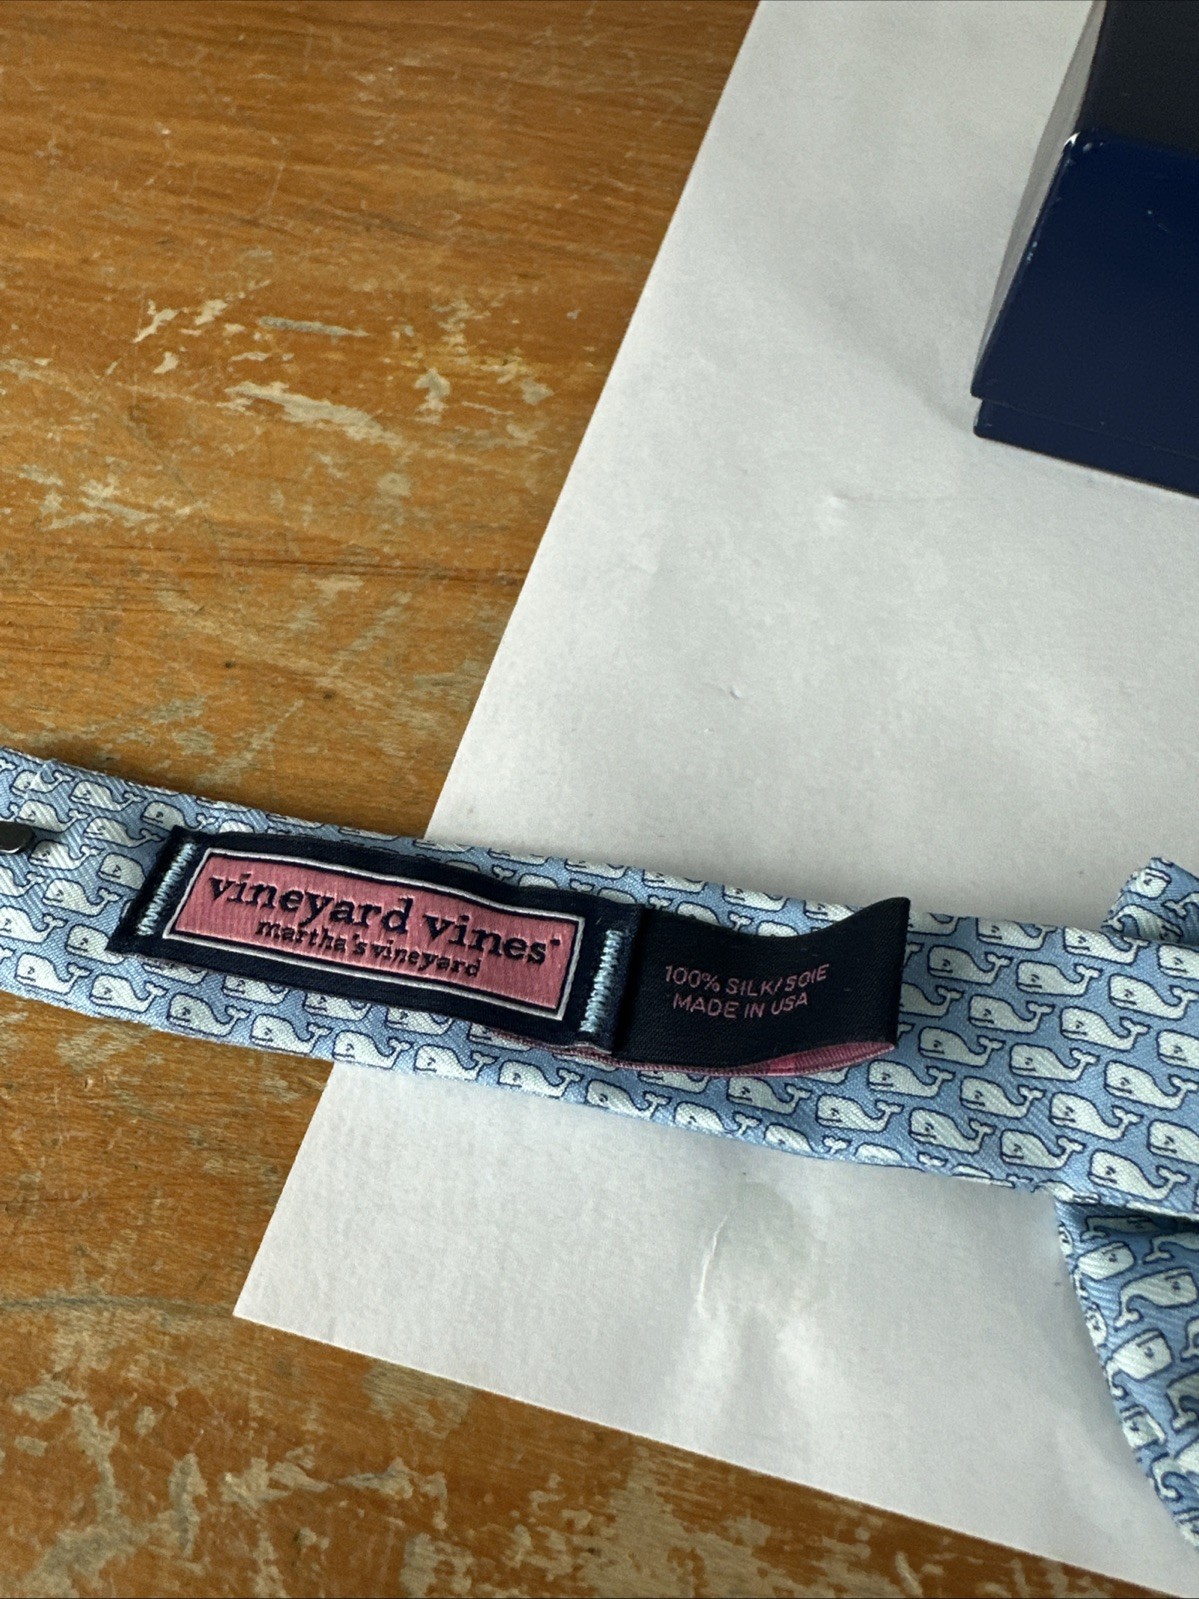 vineyard vines®
martha's vineyard
100% SILK/SOIE
MADE IN USA